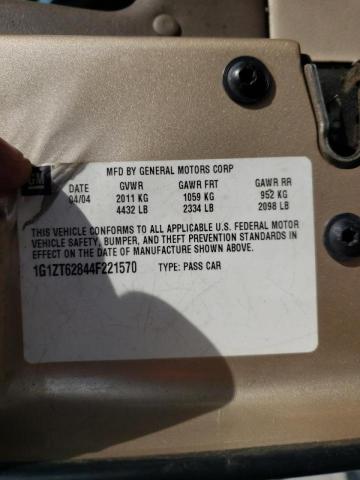 GM
MFD BY GENERAL MOTORS CORP
DATE GVWR GAWR FRT GAWR RR
04/04 2011 KG 1059 KG 952 KG
4432 LB 2334 LB 2098 LB
THIS VEHICLE CONFORMS TO ALL APPLICABLE U.S. FEDERAL MOTOR
VEHICLE SAFETY, BUMPER, AND THEFT PREVENTION STANDARDS IN
EFFECT ON THE DATE OF MANUFACTURE SHOWN ABOVE.
1G1ZT62844F221570 TYPE: PASS CAR